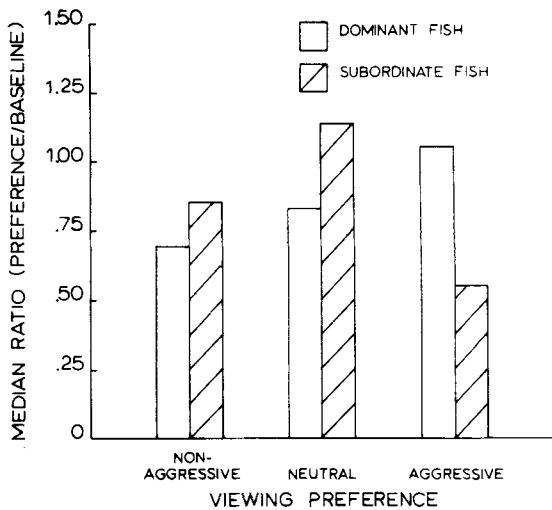 MEDIAN RATIO (PREFERENCE/BASELINE)
1.50
1.25
1.00
.75
.50
.25
0
DOMINANT FISH
SUBORDINATE FISH
NON-
AGGRESSIVE
NEUTRAL
AGGRESSIVE
VIEWING PREFERENCE